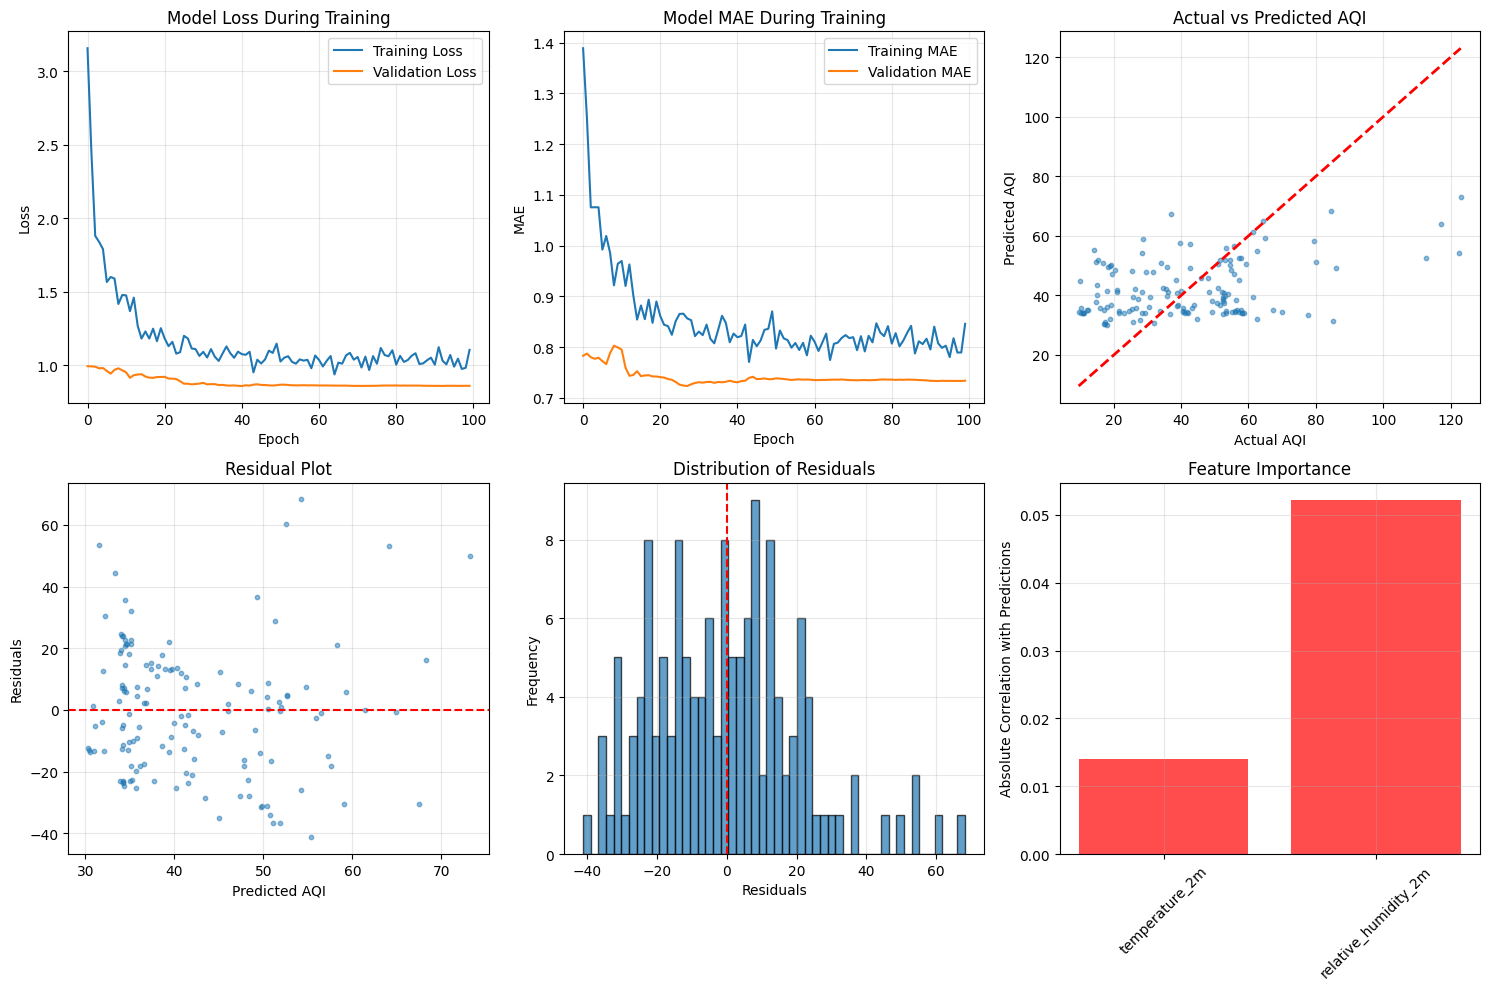 Model Loss During Training
Training Loss
Validation Loss
3.0
2.5
2.0
1.5
1.0
Loss
0 20 40 60 80 100
Epoch
Model MAE During Training
Training MAE
Validation MAE
1.4
1.3
1.2
1.1
1.0
0.9
0.8
0.7
MAE
0 20 40 60 80 100
Epoch
Actual vs Predicted AQI
120
100
80
60
40
20
Predicted AQI
20 40 60 80 100 120
Actual AQI
Residual Plot
60
40
20
0
−20
−40
Residuals
30 40 50 60 70
Predicted AQI
Distribution of Residuals
8
6
4
2
0
Frequency
−40 −20 0 20 40 60
Residuals
Feature Importance
0.05
0.04
0.03
0.02
0.01
0.00
Absolute Correlation with Predictions
temperature_2m
relative_humidity_2m